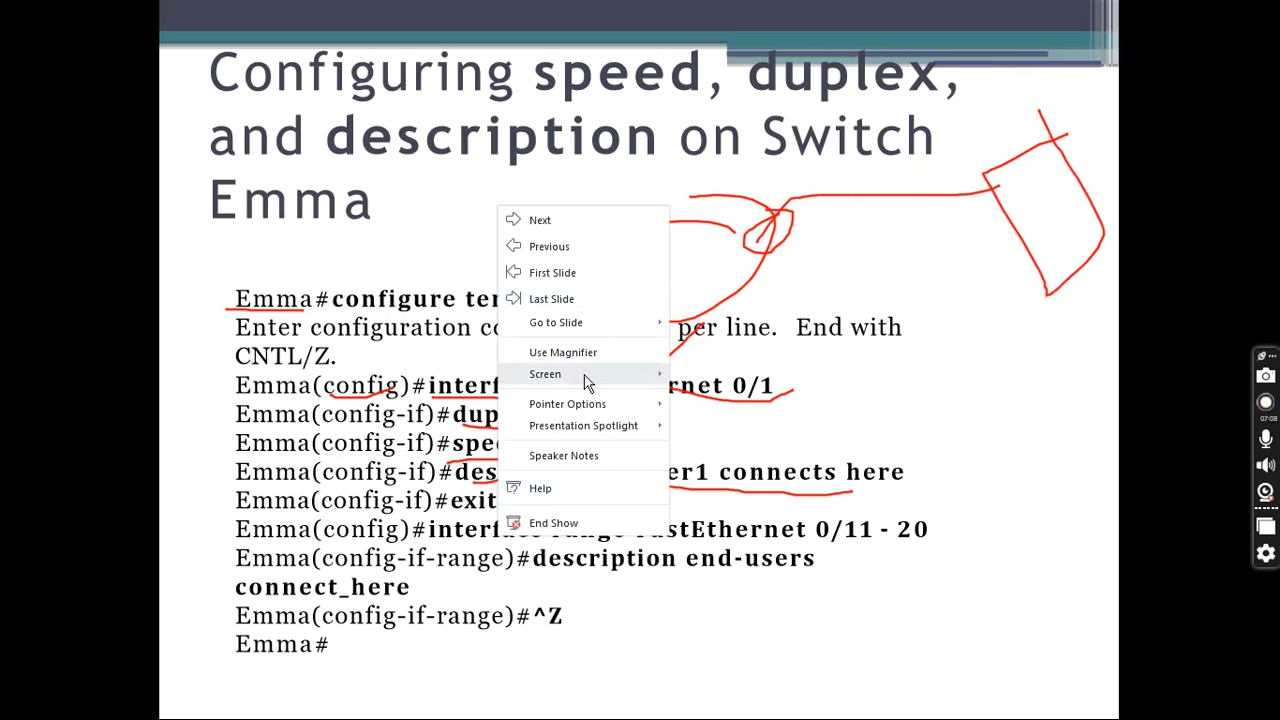 Configuring speed, duplex,
and description on Switch
Emma
Next
Previous
First Slide
Last Slide
Go to Slide
Use Magnifier
Screen
Pointer Options
Presentation Spotlight
Speaker Notes
Help
End Show
Emma#configure ter
Enter configuration co per line. End with
CNTL/Z.
Emma(config)#interf rnet 0/1
Emma(config-if)#dup
Emma(config-if)#spe
Emma(config-if)#des er1 connects here
Emma(config-if)#exit
Emma(config)#interface range FastEthernet 0/11 - 20
Emma(config-if-range)#description end-users
connect_here
Emma(config-if-range)#^Z
Emma#
07:08